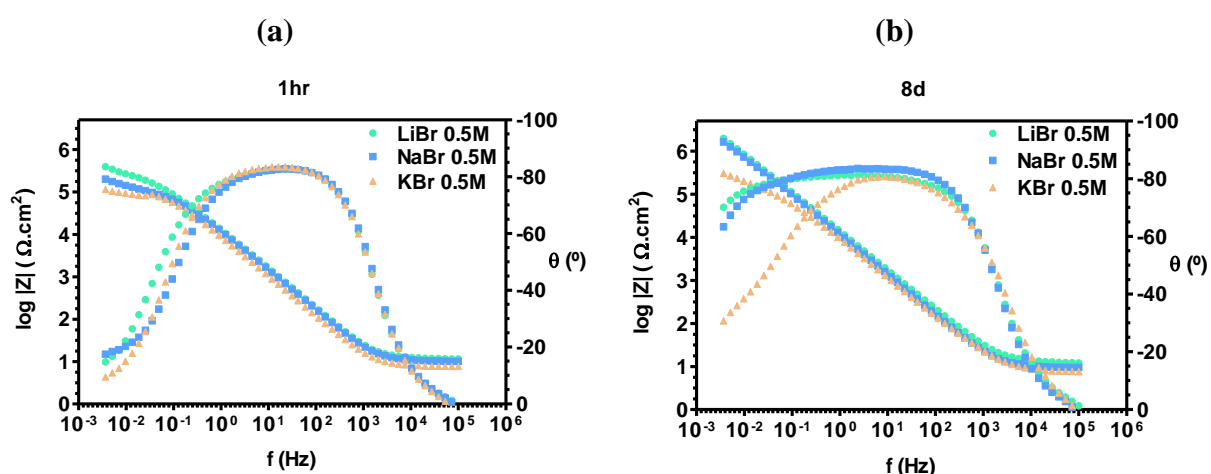 (a)
1hr
LiBr 0.5M
NaBr 0.5M
KBr 0.5M
log |Z| ( Ω.cm²)
6
5
4
3
2
1
0
-100
-80
-60
-40
-20
0
θ (º)
10⁻³ 10⁻² 10⁻¹ 10⁰ 10¹ 10² 10³ 10⁴ 10⁵ 10⁶
f (Hz)
(b)
8d
LiBr 0.5M
NaBr 0.5M
KBr 0.5M
log |Z| ( Ω.cm²)
6
5
4
3
2
1
0
-100
-80
-60
-40
-20
0
θ (º)
10⁻³ 10⁻² 10⁻¹ 10⁰ 10¹ 10² 10³ 10⁴ 10⁵ 10⁶
f (Hz)